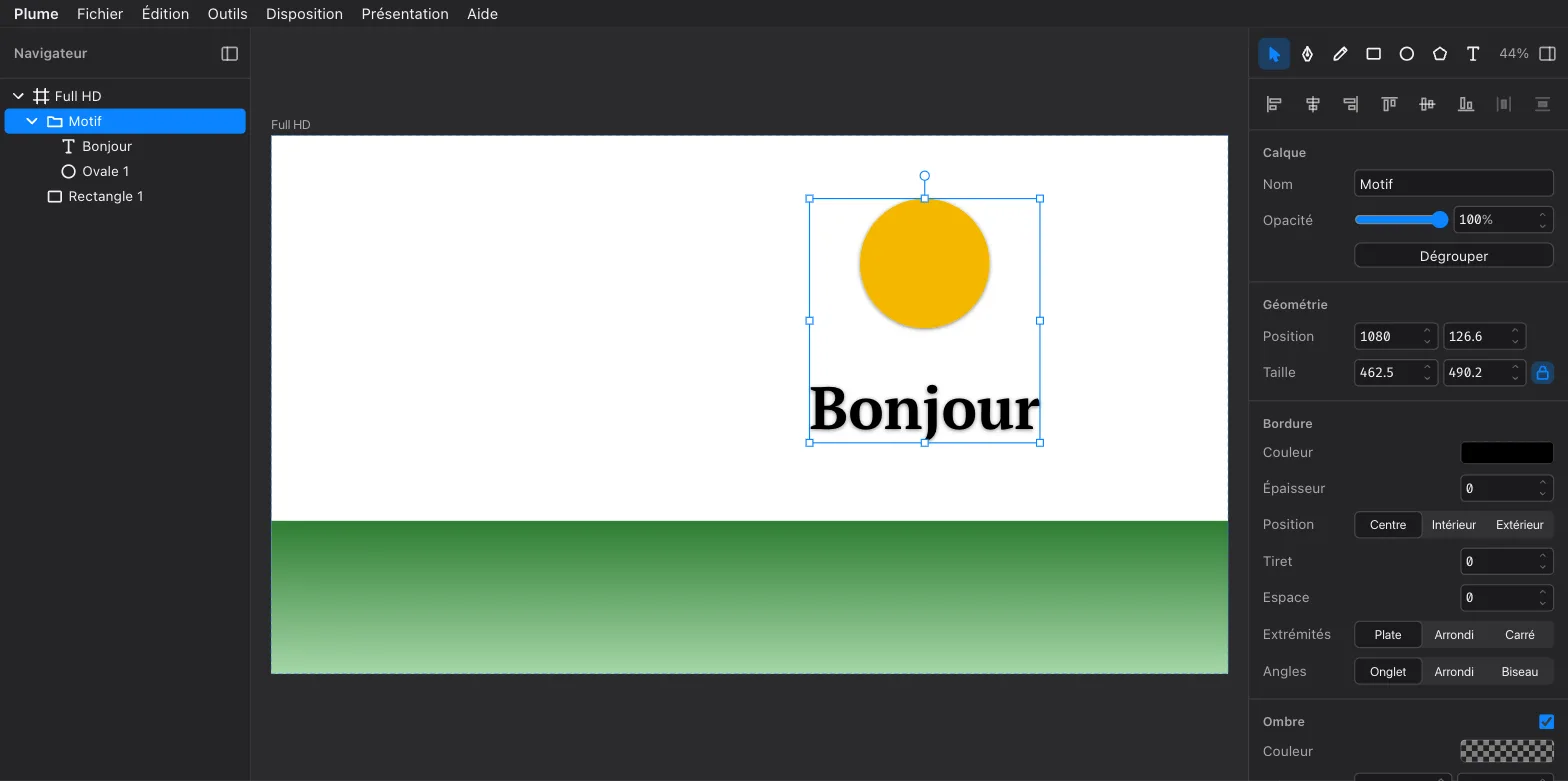 Plume Fichier Édition Outils Disposition Présentation Aide
Navigateur
44%
Full HD
Motif
Bonjour
Ovale 1
Rectangle 1
Full HD
Bonjour
Calque
Nom Motif
Opacité 100%
Dégrouper
Géométrie
Position 1080 126.6
Taille 462.5 490.2
Bordure
Couleur
Épaisseur 0
Position Centre Intérieur Extérieur
Tiret 0
Espace 0
Extrémités Plate Arrondi Carré
Angles Onglet Arrondi Biseau
Ombre
Couleur